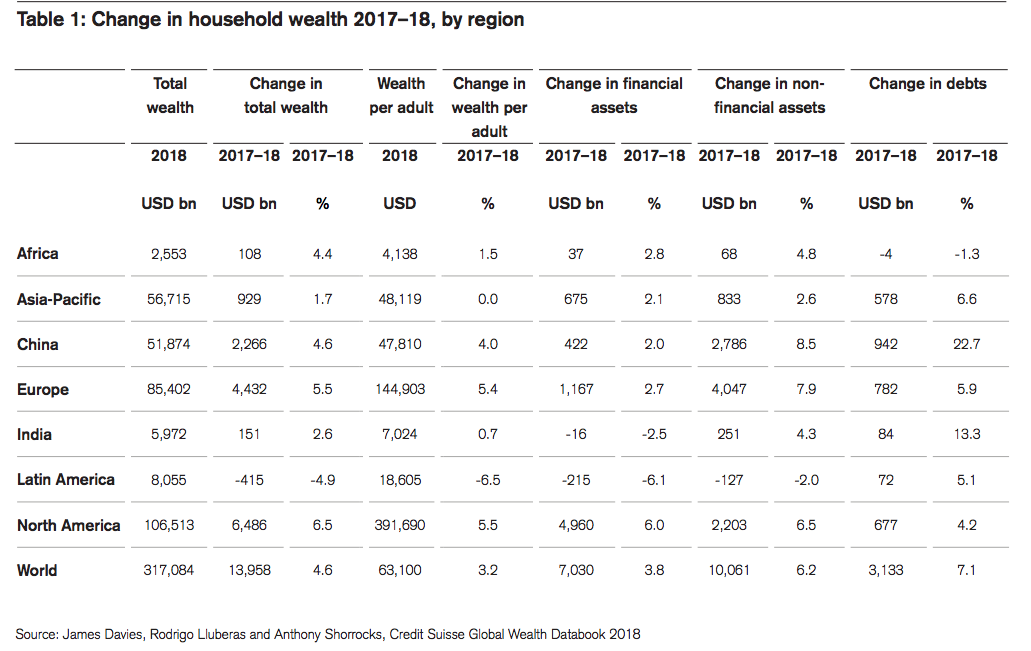 Table 1: Change in household wealth 2017–18, by region
Total wealth Change in total wealth Wealth per adult Change in wealth per adult Change in financial assets Change in non-financial assets Change in debts
2018 2017–18 2017–18 2018 2017–18 2017–18 2017–18 2017–18 2017–18 2017–18 2017–18
USD bn USD bn % USD % USD bn % USD bn % USD bn %
Africa 2,553 108 4.4 4,138 1.5 37 2.8 68 4.8 -4 -1.3
Asia-Pacific 56,715 929 1.7 48,119 0.0 675 2.1 833 2.6 578 6.6
China 51,874 2,266 4.6 47,810 4.0 422 2.0 2,786 8.5 942 22.7
Europe 85,402 4,432 5.5 144,903 5.4 1,167 2.7 4,047 7.9 782 5.9
India 5,972 151 2.6 7,024 0.7 -16 -2.5 251 4.3 84 13.3
Latin America 8,055 -415 -4.9 18,605 -6.5 -215 -6.1 -127 -2.0 72 5.1
North America 106,513 6,486 6.5 391,690 5.5 4,960 6.0 2,203 6.5 677 4.2
World 317,084 13,958 4.6 63,100 3.2 7,030 3.8 10,061 6.2 3,133 7.1
Source: James Davies, Rodrigo Lluberas and Anthony Shorrocks, Credit Suisse Global Wealth Databook 2018